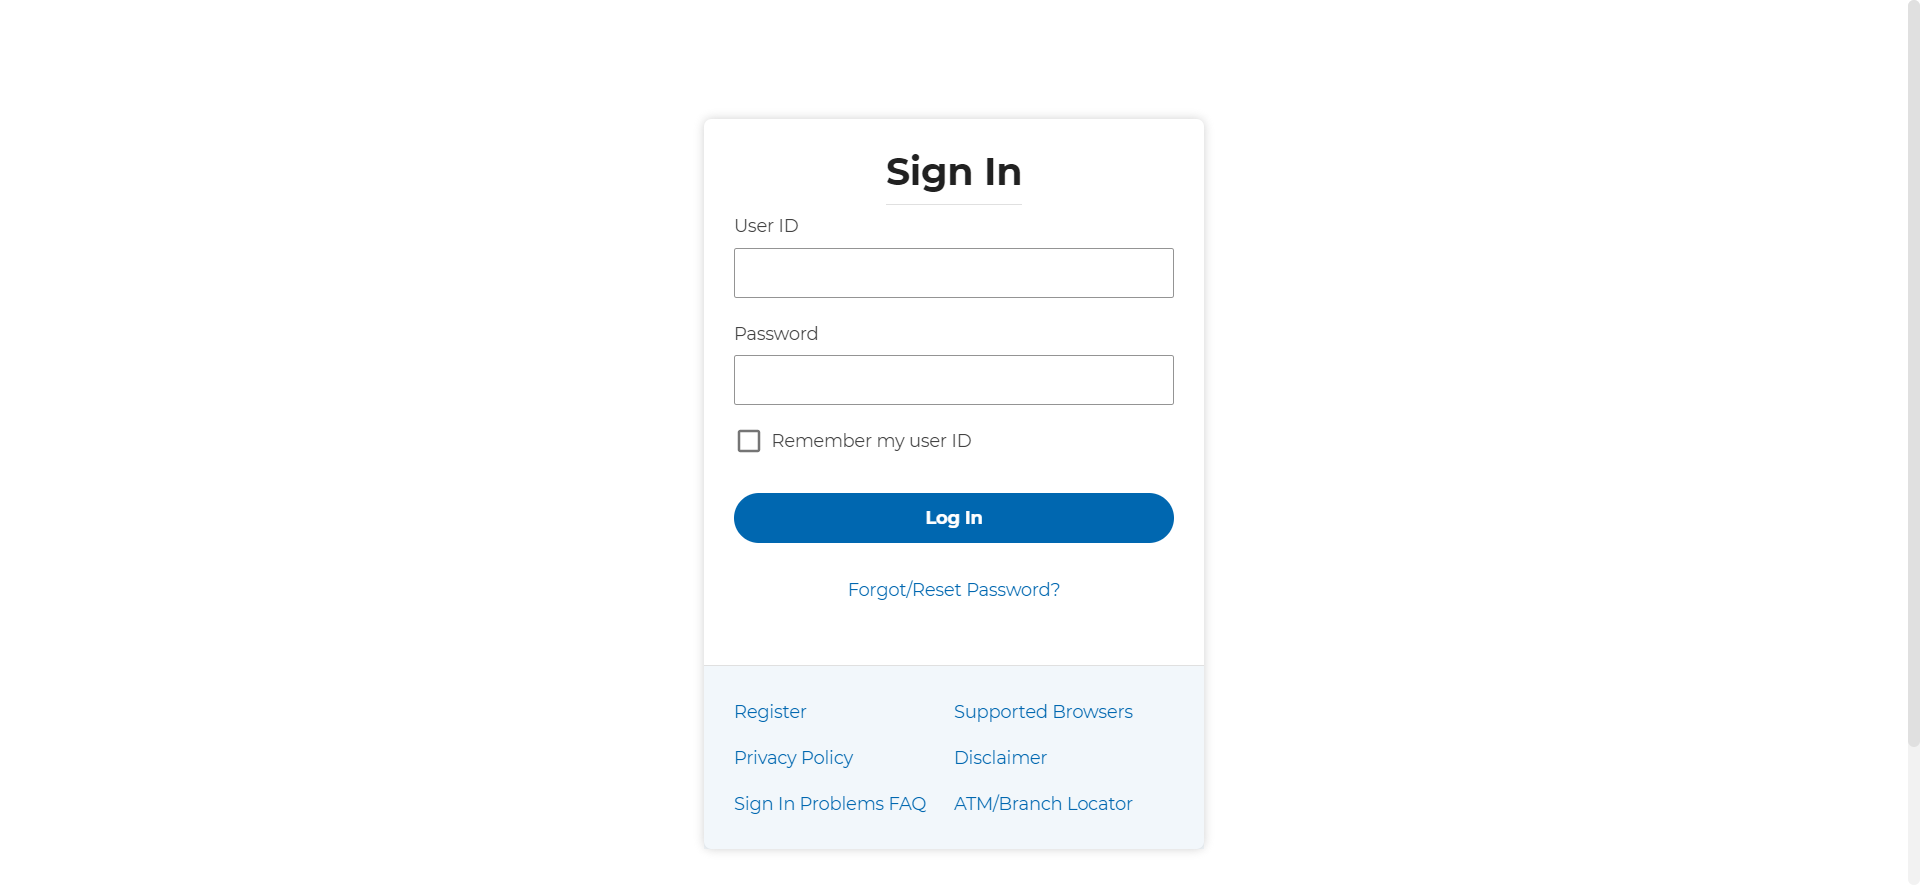 Sign In
User ID
Password
Remember my user ID
Log In
Forgot/Reset Password?
Register
Supported Browsers
Privacy Policy
Disclaimer
Sign In Problems FAQ
ATM/Branch Locator